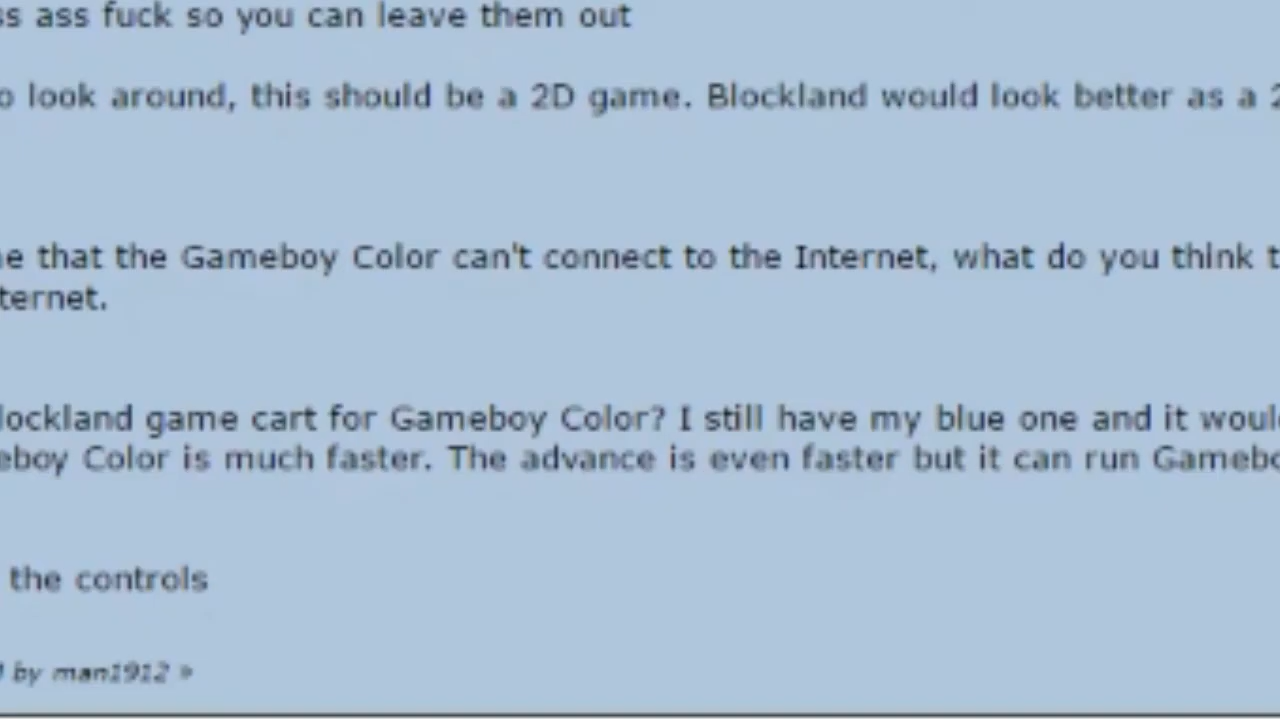 ss ass fuck so you can leave them out
o look around, this should be a 2D game. Blockland would look better as a 2
e that the Gameboy Color can't connect to the Internet, what do you think t
ternet.
lockland game cart for Gameboy Color? I still have my blue one and it woul
eboy Color is much faster. The advance is even faster but it can run Gamebo
the controls
by man1912 »